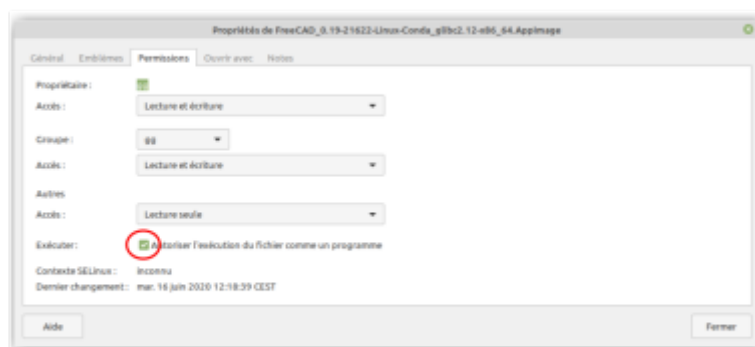 Propriétés de FreeCAD_0.19-21622-Linux-Conda_glibc2.12-x86_64.AppImage
Général Emblèmes Permissions Ouvrir avec Notes
Propriétaire :
Accès : Lecture et écriture
Groupe : gg
Accès : Lecture et écriture
Autres
Accès : Lecture seule
Exécuter : Autoriser l'exécution du fichier comme un programme
Contexte SELinux : inconnu
Dernier changement : mar. 16 juin 2020 12:18:39 CEST
Aide Fermer